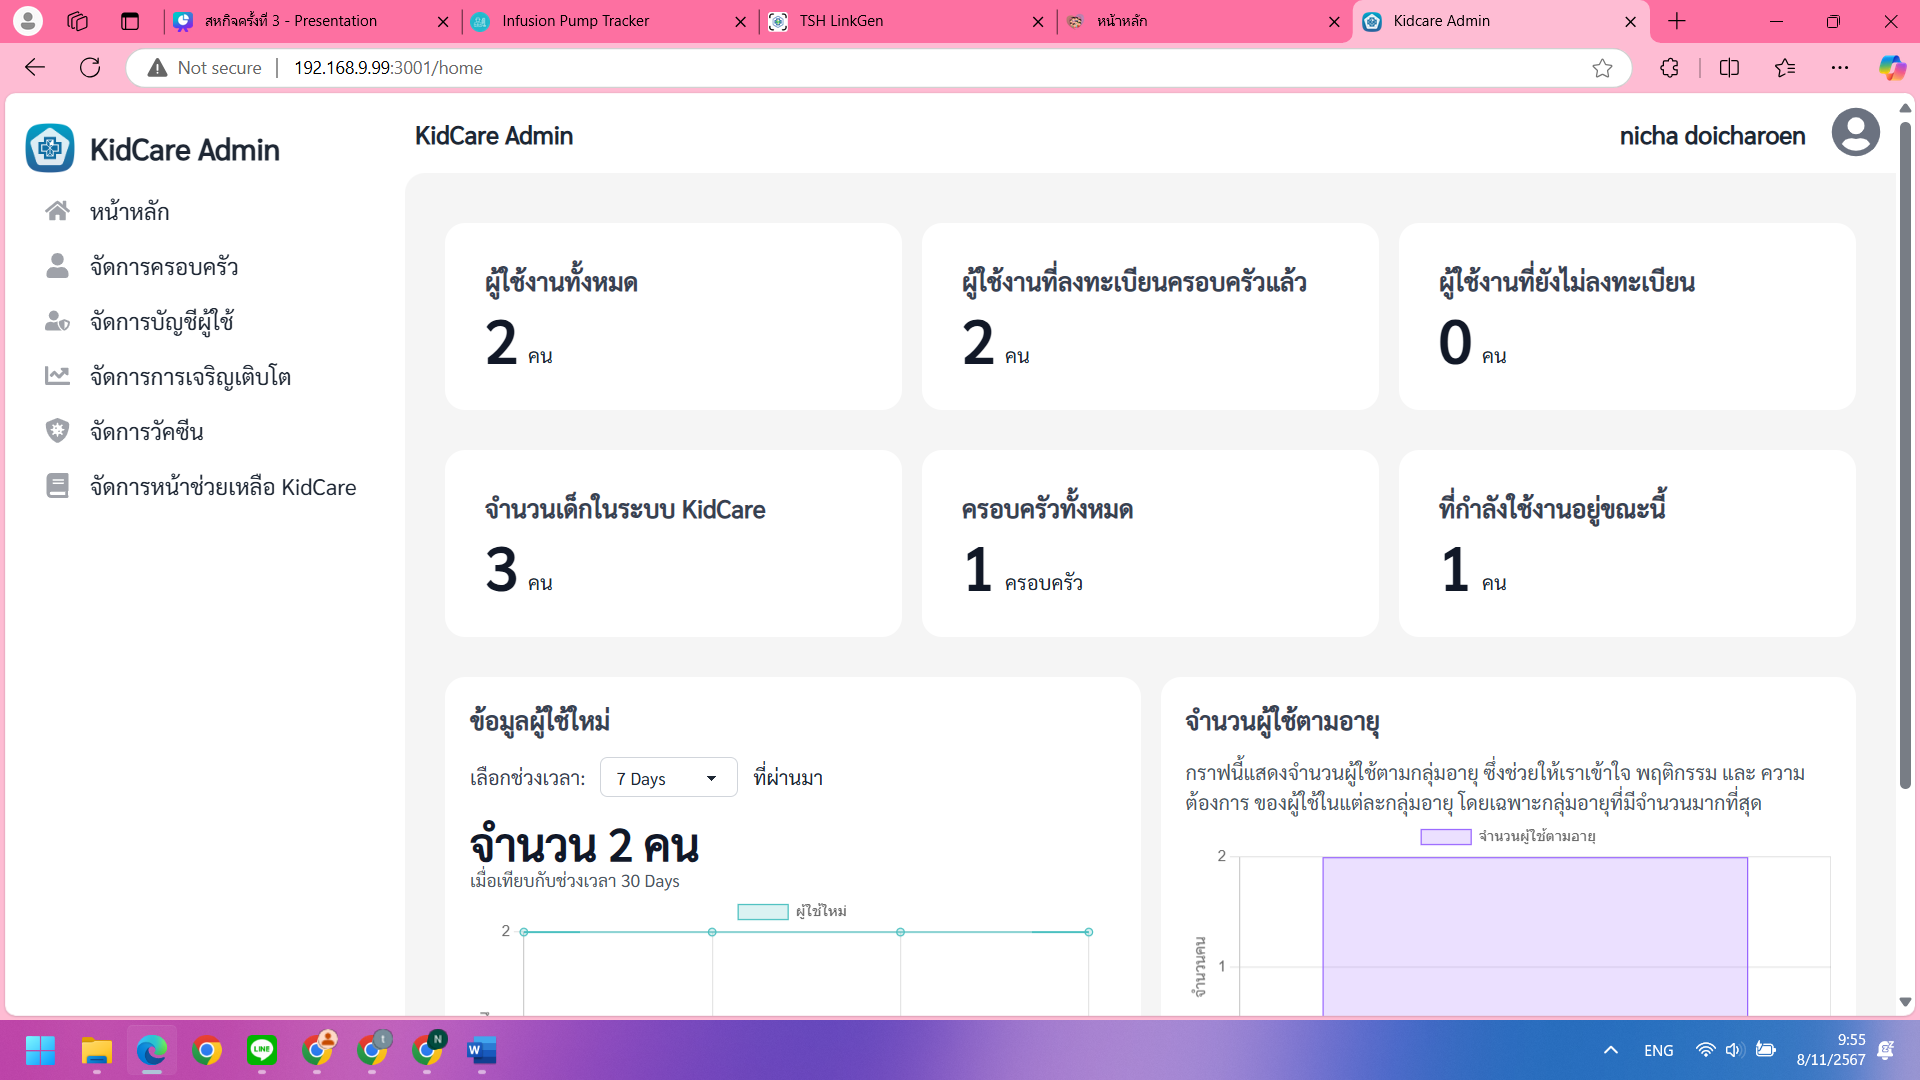 สหกิจครั้งที่ 3 - Presentation
Infusion Pump Tracker
TSH LinkGen
หน้าหลัก
Kidcare Admin
Not secure
192.168.9.99:3001/home
KidCare Admin
หน้าหลัก
จัดการครอบครัว
จัดการบัญชีผู้ใช้
จัดการการเจริญเติบโต
จัดการวัคซีน
จัดการหน้าช่วยเหลือ KidCare
KidCare Admin
nicha doicharoen
ผู้ใช้งานทั้งหมด
2 คน
ผู้ใช้งานที่ลงทะเบียนครอบครัวแล้ว
2 คน
ผู้ใช้งานที่ยังไม่ลงทะเบียน
0 คน
จำนวนเด็กในระบบ KidCare
3 คน
ครอบครัวทั้งหมด
1 ครอบครัว
ที่กำลังใช้งานอยู่ขณะนี้
1 คน
ข้อมูลผู้ใช้ใหม่
เลือกช่วงเวลา: 7 Days ที่ผ่านมา
จำนวน 2 คน
เมื่อเทียบกับช่วงเวลา 30 Days
ผู้ใช้ใหม่
2
จำนวนผู้ใช้ตามอายุ
กราฟนี้แสดงจำนวนผู้ใช้ตามกลุ่มอายุ ซึ่งช่วยให้เราเข้าใจ พฤติกรรม และ ความ
ต้องการ ของผู้ใช้ในแต่ละกลุ่มอายุ โดยเฉพาะกลุ่มอายุที่มีจำนวนมากที่สุด
จำนวนผู้ใช้ตามอายุ
2
1
จำนวนคน
LINE
t
N
W
ENG
9:55
8/11/2567